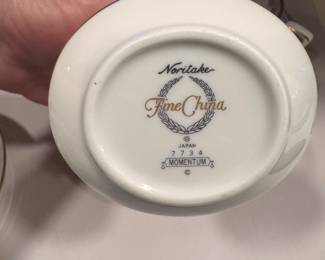 Noritake
Fine China
®
JAPAN
7734
MOMENTUM
©